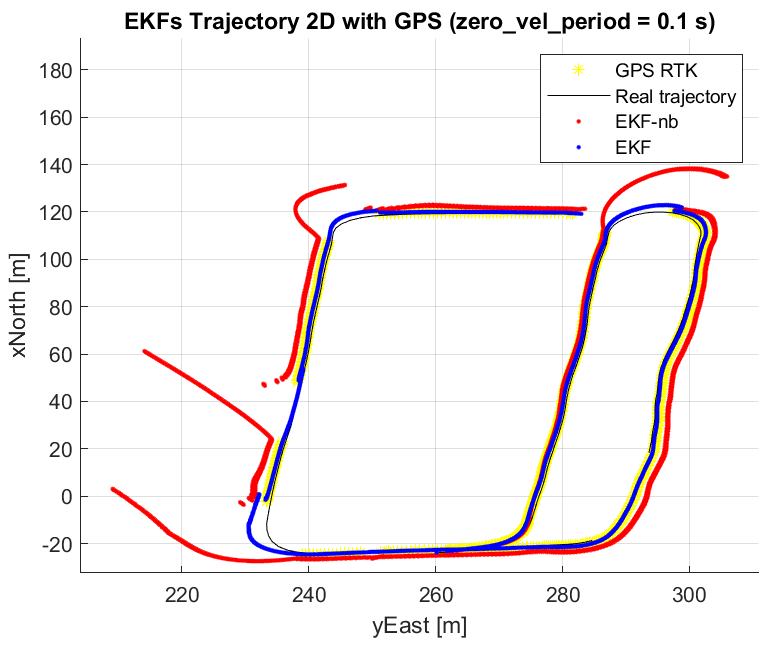 EKFs Trajectory 2D with GPS (zero_vel_period = 0.1 s)
GPS RTK
Real trajectory
EKF-nb
EKF
xNorth [m]
180
160
140
120
100
80
60
40
20
0
-20
220 240 260 280 300
yEast [m]